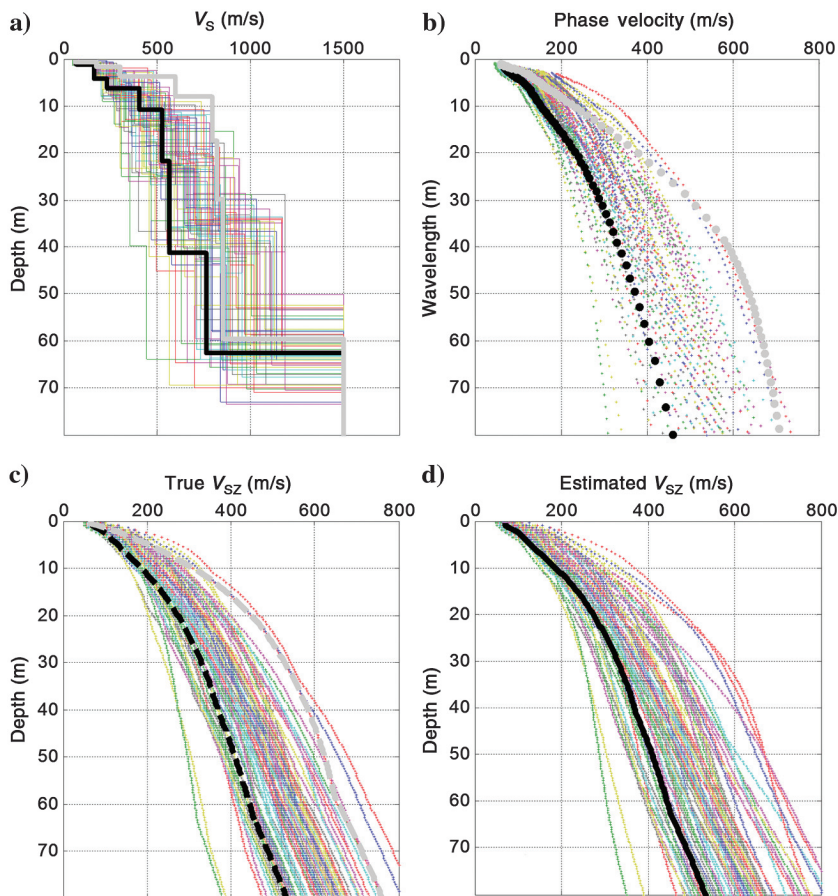 a)
V_S (m/s)
0 500 1000 1500
Depth (m)
0
10
20
30
40
50
60
70
b)
Phase velocity (m/s)
0 200 400 600 800
Wavelength (m)
0
10
20
30
40
50
60
70
c)
True V_SZ (m/s)
0 200 400 600 800
Depth (m)
0
10
20
30
40
50
60
70
d)
Estimated V_SZ (m/s)
0 200 400 600 800
Depth (m)
0
10
20
30
40
50
60
70